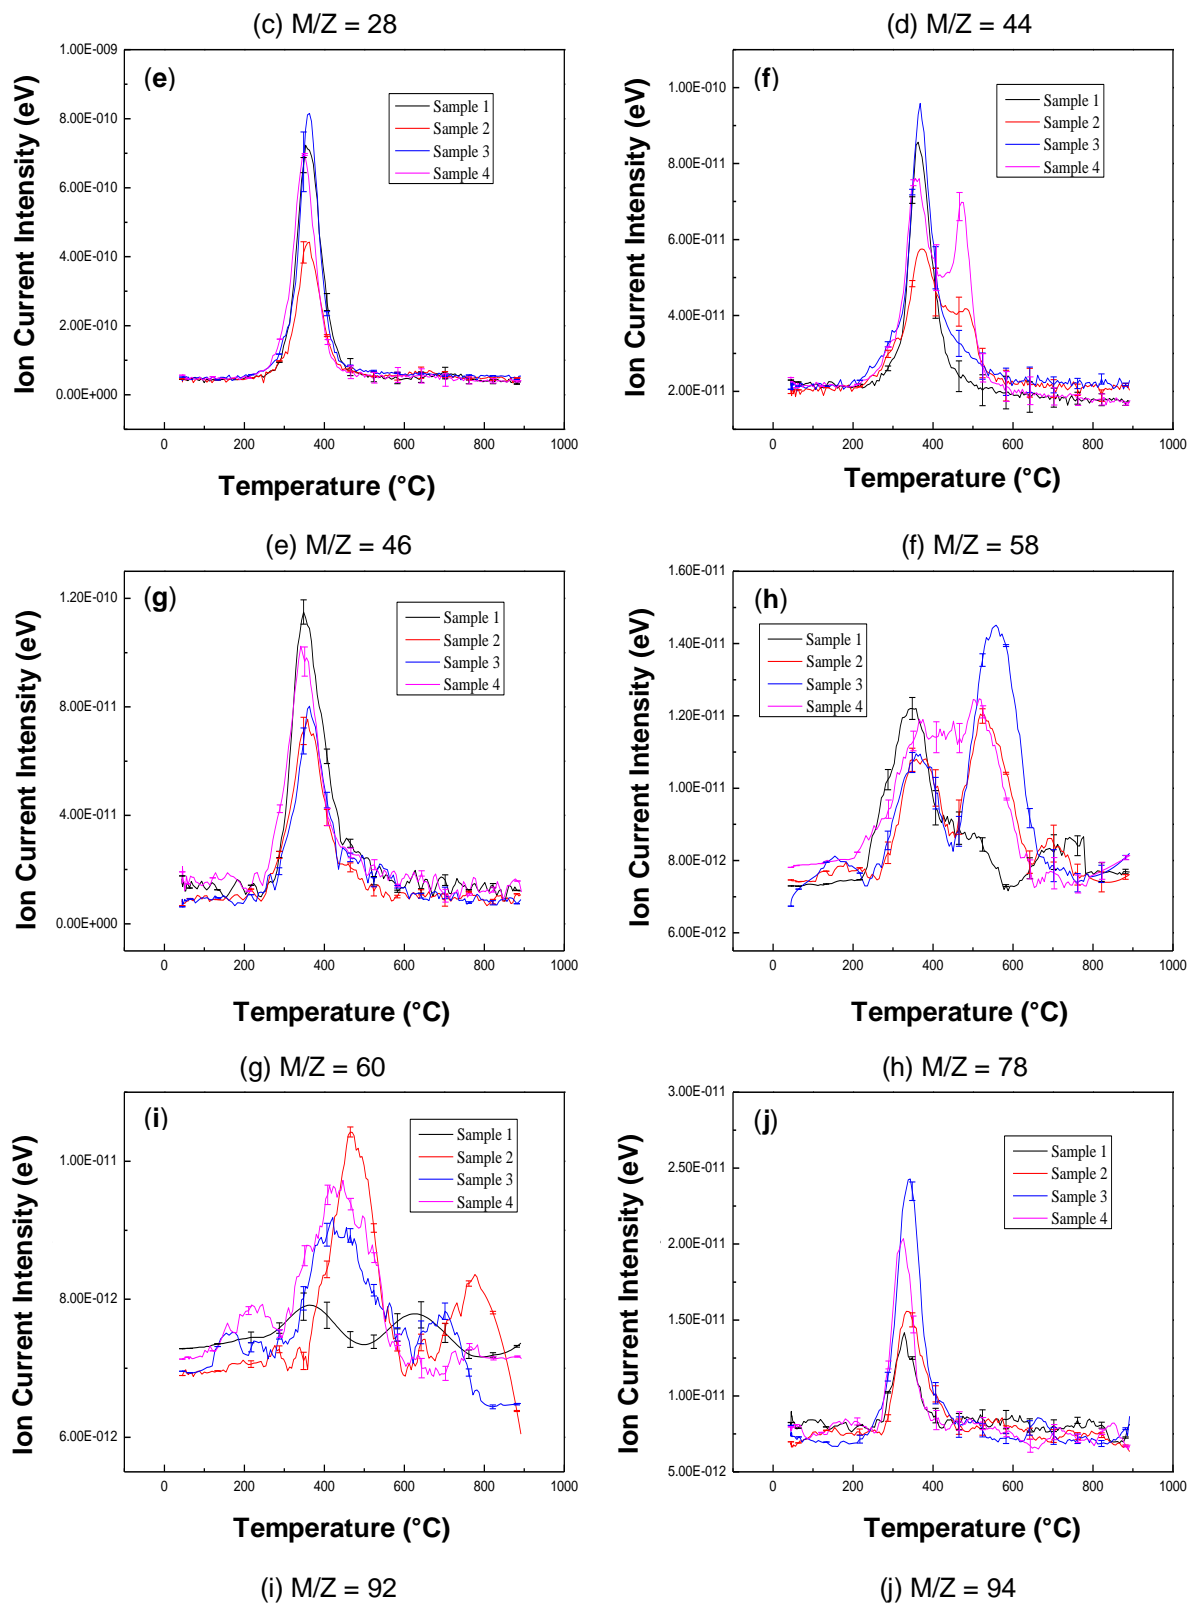 (c) M/Z = 28
(d) M/Z = 44
(e)
Ion Current Intensity (eV)
1.00E-009
8.00E-010
6.00E-010
4.00E-010
2.00E-010
0.00E+000
Sample 1
Sample 2
Sample 3
Sample 4
0 200 400 600 800 1000
Temperature (°C)
(f)
Ion Current Intensity (eV)
1.00E-010
8.00E-011
6.00E-011
4.00E-011
2.00E-011
Sample 1
Sample 2
Sample 3
Sample 4
0 200 400 600 800 1000
Temperature (°C)
(e) M/Z = 46
(f) M/Z = 58
(g)
Ion Current Intensity (eV)
1.20E-010
8.00E-011
4.00E-011
0.00E+000
Sample 1
Sample 2
Sample 3
Sample 4
0 200 400 600 800 1000
Temperature (°C)
(h)
Ion Current Intensity (eV)
1.60E-011
1.40E-011
1.20E-011
1.00E-011
8.00E-012
6.00E-012
Sample 1
Sample 2
Sample 3
Sample 4
0 200 400 600 800 1000
Temperature (°C)
(g) M/Z = 60
(h) M/Z = 78
(i)
Ion Current Intensity (eV)
1.00E-011
8.00E-012
6.00E-012
Sample 1
Sample 2
Sample 3
Sample 4
0 200 400 600 800 1000
Temperature (°C)
(j)
Ion Current Intensity (eV)
3.00E-011
2.50E-011
2.00E-011
1.50E-011
1.00E-011
5.00E-012
Sample 1
Sample 2
Sample 3
Sample 4
0 200 400 600 800 1000
Temperature (°C)
(i) M/Z = 92
(j) M/Z = 94